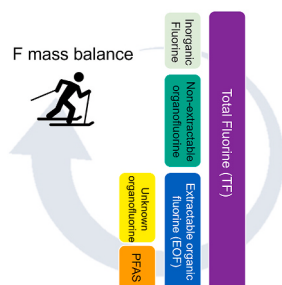 F mass balance
Inorganic
Fluorine
Non-extractable
organofluorine
Total Fluorine (TF)
Unknown
organofluorine
Extractable organic
fluorine (EOF)
PFAS